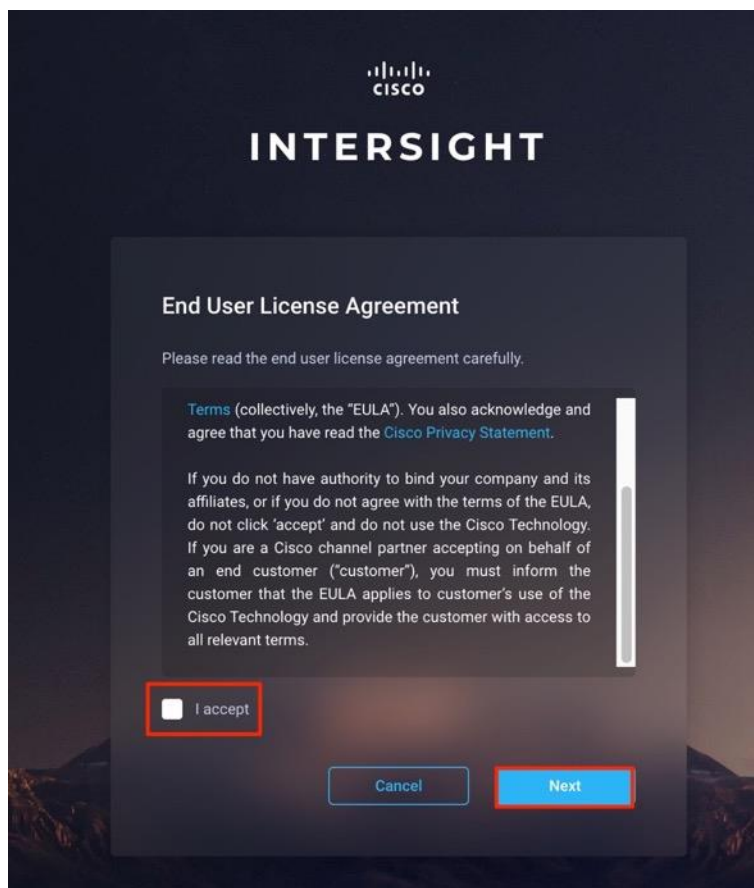 CISCO
INTERSIGHT
End User License Agreement
Please read the end user license agreement carefully.
Terms (collectively, the “EULA”). You also acknowledge and
agree that you have read the Cisco Privacy Statement.
If you do not have authority to bind your company and its
affiliates, or if you do not agree with the terms of the EULA,
do not click ‘accept’ and do not use the Cisco Technology.
If you are a Cisco channel partner accepting on behalf of
an end customer (“customer”), you must inform the
customer that the EULA applies to customer’s use of the
Cisco Technology and provide the customer with access to
all relevant terms.
I accept
Cancel
Next